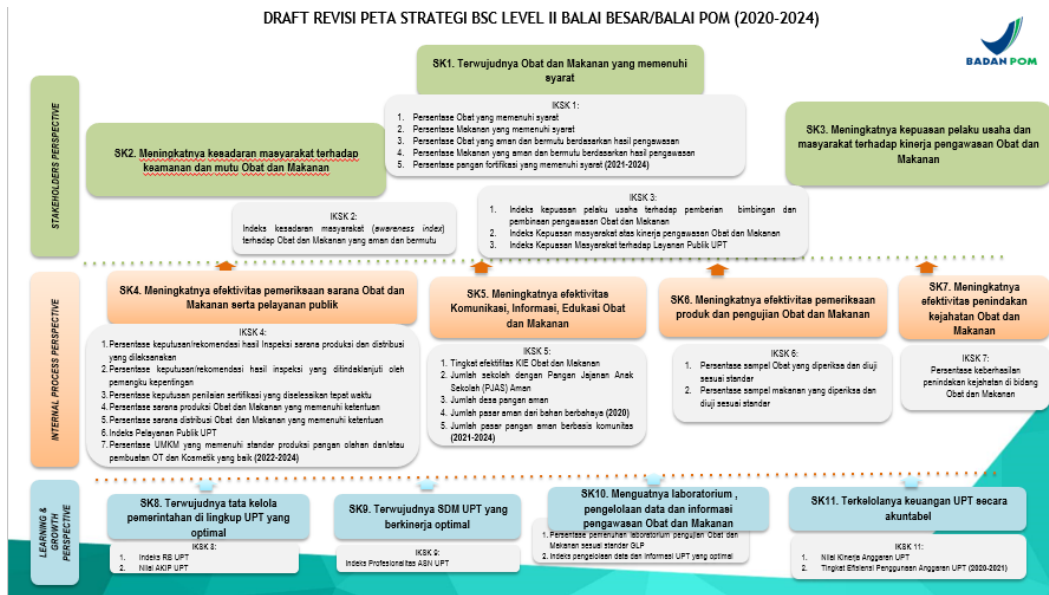 DRAFT REVISI PETA STRATEGI BSC LEVEL II BALAI BESAR/BALAI POM (2020-2024)
BADAN POM
STAKEHOLDERS PERSPECTIVE
SK1. Terwujudnya Obat dan Makanan yang memenuhi
syarat
IKSK 1:
1. Persentase Obat yang memenuhi syarat
2. Persentase Makanan yang memenuhi syarat
3. Persentase Obat yang aman dan bermutu berdasarkan hasil pengawasan
4. Persentase Makanan yang aman dan bermutu berdasarkan hasil pengawasan
5. Persentase pangan fortifikasi yang memenuhi syarat (2021-2024)
SK2. Meningkatnya kesadaran masyarakat terhadap
keamanan dan mutu Obat dan Makanan
SK3. Meningkatnya kepuasan pelaku usaha dan
masyarakat terhadap kinerja pengawasan Obat dan
Makanan
IKSK 2:
Indeks kesadaran masyarakat (awareness index)
terhadap Obat dan Makanan yang aman dan bermutu
IKSK 3:
1. Indeks kepuasan pelaku usaha terhadap pemberian bimbingan dan
pembinaan pengawasan Obat dan Makanan
2. Indeks Kepuasan masyarakat atas kinerja pengawasan Obat dan Makanan
3. Indeks Kepuasan Masyarakat terhadap Layanan Publik UPT
INTERNAL PROCESS PERSPECTIVE
SK4. Meningkatnya efektivitas pemeriksaan sarana Obat dan
Makanan serta pelayanan publik
IKSK 4:
1. Persentase keputusan/rekomendasi hasil Inspeksi sarana produksi dan distribusi
yang dilaksanakan
2. Persentase keputusan/rekomendasi hasil inspeksi yang ditindaklanjuti oleh
pemangku kepentingan
3. Persentase keputusan penilaian sertifikasi yang diselesaikan tepat waktu
4. Persentase sarana produksi Obat dan Makanan yang memenuhi ketentuan
5. Persentase sarana distribusi Obat dan Makanan yang memenuhi ketentuan
6. Indeks Pelayanan Publik UPT
7. Persentase UMKM yang memenuhi standar produksi pangan olahan dan/atau
pembuatan OT dan Kosmetik yang baik (2022-2024)
SK5. Meningkatnya efektivitas
Komunikasi, Informasi, Edukasi Obat
dan Makanan
IKSK 5:
1. Tingkat efektifitas KIE Obat dan Makanan
2. Jumlah sekolah dengan Pangan Jajanan Anak
Sekolah (PJAS) Aman
3. Jumlah desa pangan aman
4. Jumlah pasar aman dari bahan berbahaya (2020)
5. Jumlah pasar pangan aman berbasis komunitas
(2021-2024)
SK6. Meningkatnya efektivitas pemeriksaan
produk dan pengujian Obat dan Makanan
IKSK 6:
1. Persentase sampel Obat yang diperiksa dan diuji
sesuai standar
2. Persentase sampel makanan yang diperiksa dan
diuji sesuai standar
SK7. Meningkatnya
efektivitas penindakan
kejahatan Obat dan
Makanan
IKSK 7:
Persentase keberhasilan
penindakan kejahatan di bidang
Obat dan Makanan
LEARNING & GROWTH PERSPECTIVE
SK8. Terwujudnya tata kelola
pemerintahan di lingkup UPT yang
optimal
IKSK 8:
1. Indeks RB UPT
2. Nilai AKIP UPT
SK9. Terwujudnya SDM UPT yang
berkinerja optimal
IKSK 9:
Indeks Profesionalitas ASN UPT
SK10. Menguatnya laboratorium ,
pengelolaan data dan informasi
pengawasan Obat dan Makanan
1. Persentase pemenuhan laboratorium pengujian Obat dan
Makanan sesuai standar GLP
2. Indeks pengelolaan data dan Informasi UPT yang optimal
SK11. Terkelolanya keuangan UPT secara
akuntabel
IKSK 11:
1. Nilai Kinerja Anggaran UPT
2. Tingkat Efisiensi Penggunaan Anggaran UPT (2020-2021)